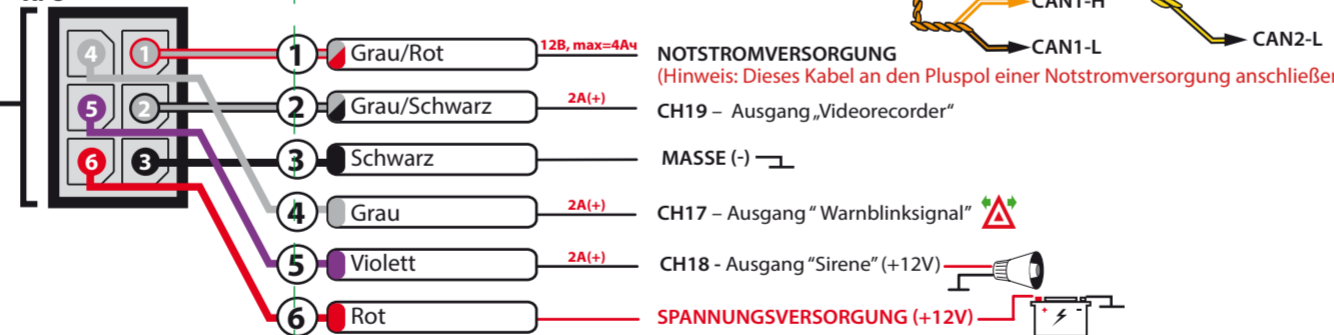 CAN1-H
CAN1-L
CAN2-L
4 1
5 2
6 3
1 Grau/Rot 12В, max=4Ач NOTSTROMVERSORGUNG
(Hinweis: Dieses Kabel an den Pluspol einer Notstromversorgung anschließen
2 Grau/Schwarz 2A(+) CH19 – Ausgang „Videorecorder“
3 Schwarz MASSE (-)
4 Grau 2A(+) CH17 – Ausgang “ Warnblinksignal”
5 Violett 2A(+) CH18 - Ausgang “Sirene” (+12V)
6 Rot SPANNUNGSVERSORGUNG (+12V)